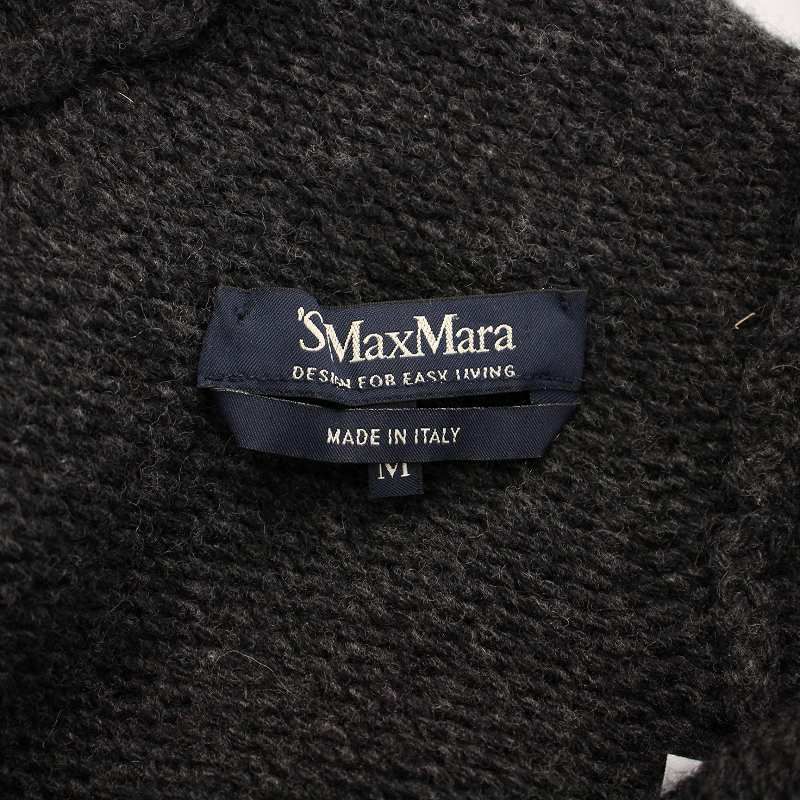 'S MaxMara
DESIGN FOR EASY LIVING
MADE IN ITALY
M